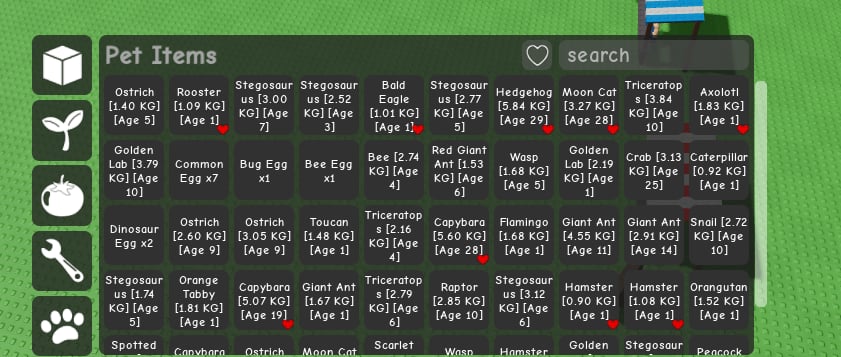 Pet Items
search
Ostrich
[1.40 KG]
[Age 5]
Rooster
[1.09 KG]
[Age 1]
Stegosaur
us [3.00
KG] [Age
7]
Stegosaur
us [2.52
KG] [Age
3]
Bald
Eagle
[1.01 KG]
[Age 1]
Stegosaur
us [2.77
KG] [Age
5]
Hedgehog
[5.84 KG]
[Age 29]
Moon Cat
[3.27 KG]
[Age 28]
Triceratop
s [3.84
KG] [Age
10]
Axolotl
[1.83 KG]
[Age 1]
Golden
Lab [3.79
KG] [Age
10]
Common
Egg x7
Bug Egg
x1
Bee Egg
x1
Bee [2.74
KG] [Age
4]
Red Giant
Ant [1.53
KG] [Age
6]
Wasp
[1.68 KG]
[Age 5]
Golden
Lab [2.19
KG] [Age
1]
Crab [3.13
KG] [Age
25]
Caterpillar
[0.92 KG]
[Age 1]
Dinosaur
Egg x2
Ostrich
[2.60 KG]
[Age 9]
Ostrich
[3.05 KG]
[Age 9]
Toucan
[1.48 KG]
[Age 1]
Triceratop
s [2.16
KG] [Age
4]
Capybara
[5.60 KG]
[Age 28]
Flamingo
[1.68 KG]
[Age 1]
Giant Ant
[4.55 KG]
[Age 11]
Giant Ant
[2.91 KG]
[Age 14]
Snail [2.72
KG] [Age
10]
Stegosaur
us [1.74
KG] [Age
5]
Orange
Tabby
[1.81 KG]
[Age 1]
Capybara
[5.07 KG]
[Age 19]
Giant Ant
[1.67 KG]
[Age 1]
Triceratop
s [2.79
KG] [Age
6]
Raptor
[2.85 KG]
[Age 10]
Stegosaur
us [3.12
KG] [Age
6]
Hamster
[0.90 KG]
[Age 1]
Hamster
[1.08 KG]
[Age 1]
Orangutan
[1.52 KG]
[Age 1]
Spotted
Capybara
Ostrich
Moon Cat
Scarlet
Wasp
Hamster
Golden
Stegosaur
Peacock